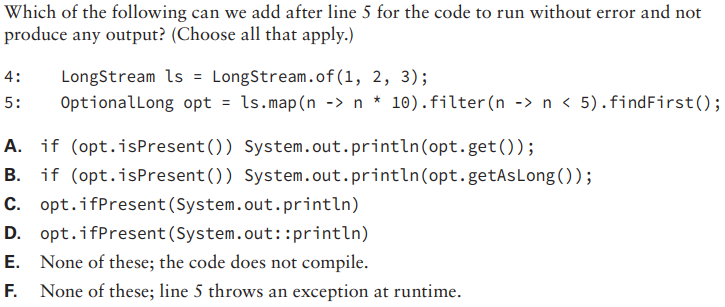 Which of the following can we add after line 5 for the code to run without error and not
produce any output? (Choose all that apply.)
4: LongStream ls = LongStream.of(1, 2, 3);
5: OptionalLong opt = ls.map(n -> n * 10).filter(n -> n < 5).findFirst();
A. if (opt.isPresent()) System.out.println(opt.get());
B. if (opt.isPresent()) System.out.println(opt.getAsLong());
C. opt.ifPresent(System.out.println)
D. opt.ifPresent(System.out::println)
E. None of these; the code does not compile.
F. None of these; line 5 throws an exception at runtime.